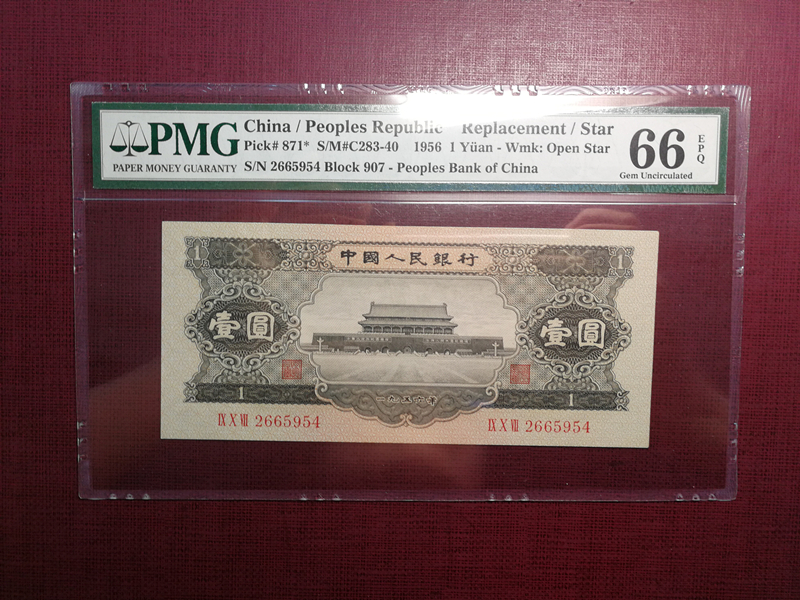 PMG
PAPER MONEY GUARANTY
China / Peoples Republic Replacement / Star
Pick# 871* S/M#C283-40 1956 1 Yüan - Wmk: Open Star
S/N 2665954 Block 907 - Peoples Bank of China
66
EPQ
Gem Uncirculated
1
中國人民銀行
1
壹圓
壹圓
1
一九五六年
1
ⅨⅩⅦ 2665954
ⅨⅩⅦ 2665954